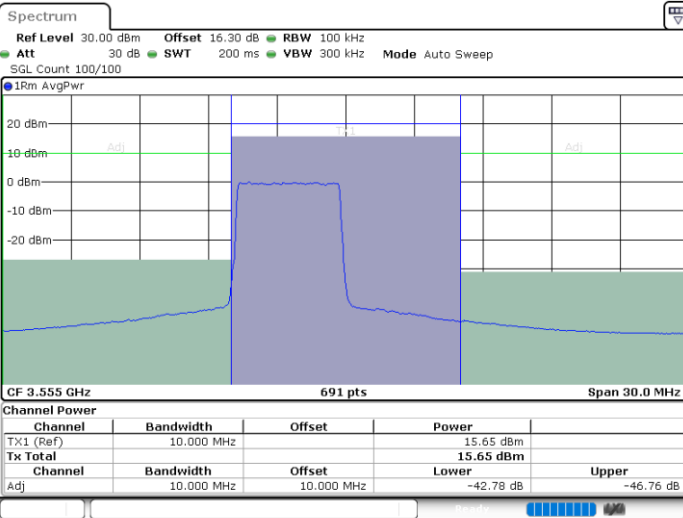 Spectrum
Ref Level 30.00 dBm Offset 16.30 dB RBW 100 kHz
Att 30 dB SWT 200 ms VBW 300 kHz Mode Auto Sweep
SGL Count 100/100
1Rm AvgPwr
20 dBm
TX1
Adj Adj
10 dBm
0 dBm
-10 dBm
-20 dBm
CF 3.555 GHz 691 pts Span 30.0 MHz
Channel Power
Channel Bandwidth Offset Power
TX1 (Ref) 10.000 MHz 15.65 dBm
Tx Total 15.65 dBm
Channel Bandwidth Offset Lower Upper
Adj 10.000 MHz 10.000 MHz -42.78 dB -46.76 dB
Ready